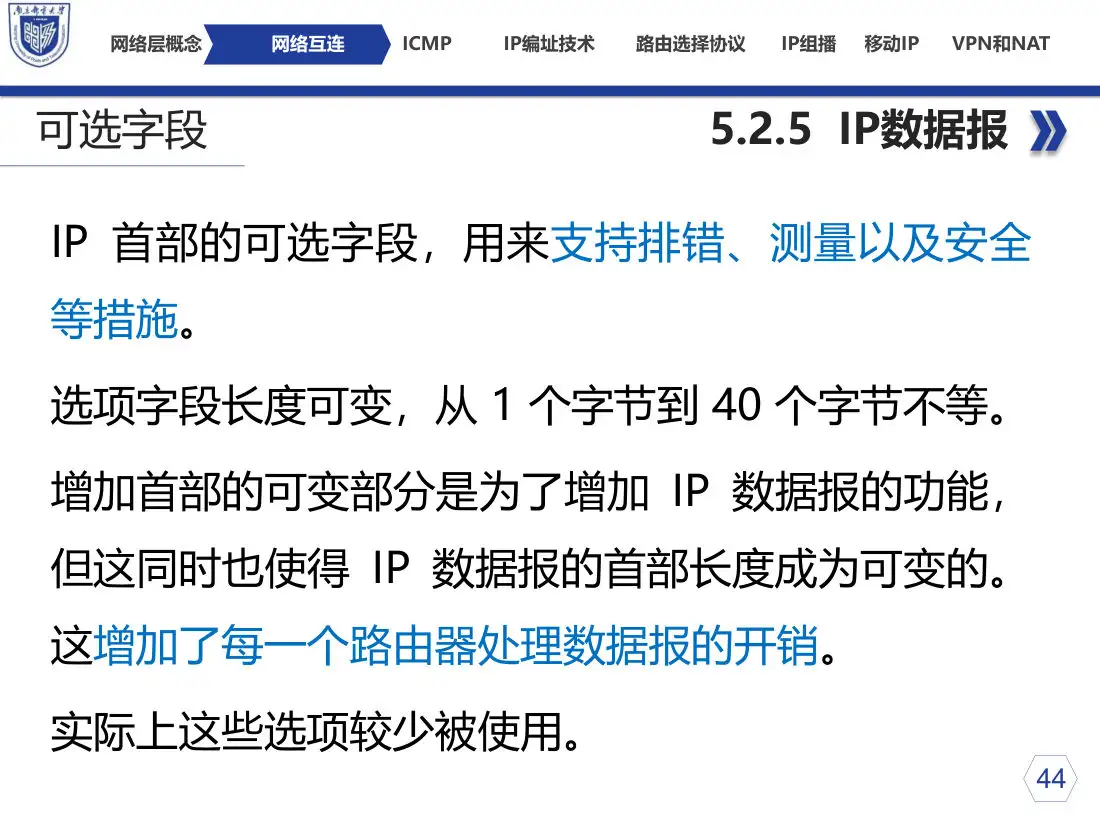 南京邮电大学
网络层概念 网络互连 ICMP IP编址技术 路由选择协议 IP组播 移动IP VPN和NAT
可选字段
5.2.5 IP数据报
IP 首部的可选字段，用来支持排错、测量以及安全
等措施。
选项字段长度可变，从 1 个字节到 40 个字节不等。
增加首部的可变部分是为了增加 IP 数据报的功能，
但这同时也使得 IP 数据报的首部长度成为可变的。
这增加了每一个路由器处理数据报的开销。
实际上这些选项较少被使用。
44